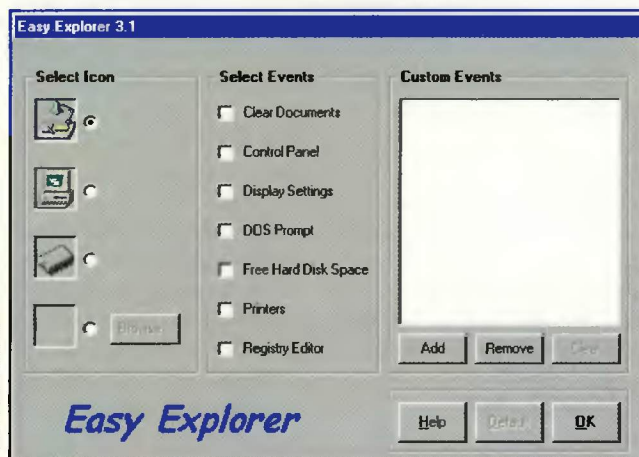 Easy Explorer 3.1
Select Icon
Browse
Select Events
Clear Documents
Control Panel
Display Settings
DOS Prompt
Free Hard Disk Space
Printers
Registry Editor
Custom Events
Add
Remove
Clear
Easy Explorer
Help
Default
OK